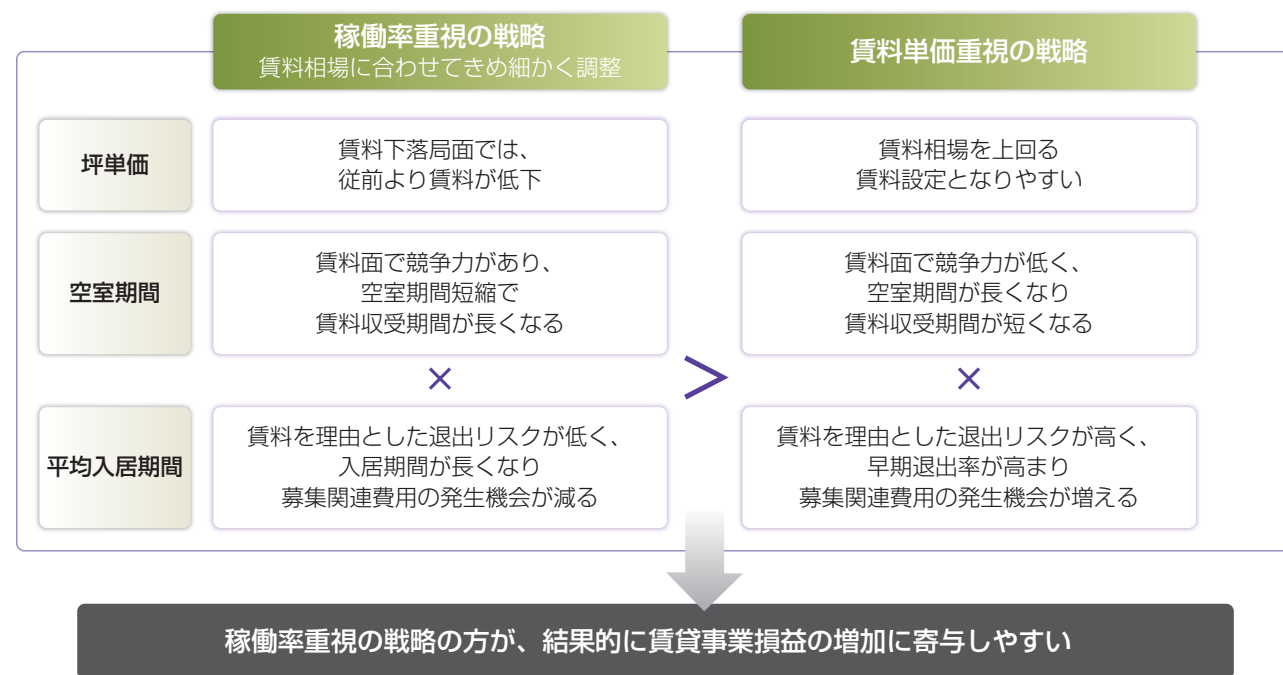 稼働率重視の戦略
賃料相場に合わせてきめ細かく調整
賃料単価重視の戦略
坪単価
賃料下落局面では、
従前より賃料が低下
賃料相場を上回る
賃料設定となりやすい
空室期間
賃料面で競争力があり、
空室期間短縮で
賃料収受期間が長くなる
賃料面で競争力が低く、
空室期間が長くなり
賃料収受期間が短くなる
×
>
×
平均入居期間
賃料を理由とした退出リスクが低く、
入居期間が長くなり
募集関連費用の発生機会が減る
賃料を理由とした退出リスクが高く、
早期退出率が高まり
募集関連費用の発生機会が増える
稼働率重視の戦略の方が、結果的に賃貸事業損益の増加に寄与しやすい